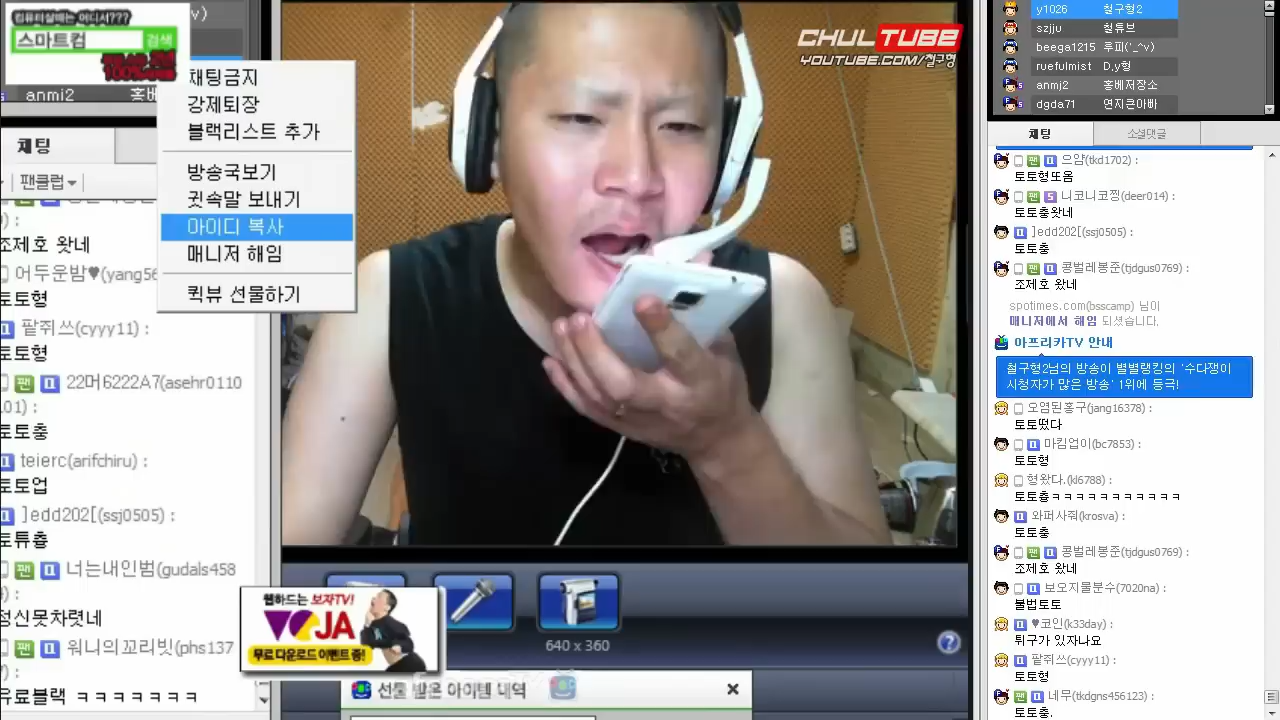 컴퓨터살때는 어디서???
스마트컴
검색
100%
anmi2
채팅
팬클럽
채팅금지
강제퇴장
블랙리스트 추가
방송국보기
귓속말 보내기
아이디 복사
매니저 해임
퀵뷰 선물하기
조제호 왓네
어두운밤♥(yang56
토토형
팥쥐쓰(cyyy11) :
토토형
22머6222A7(asehr0110
01) :
토토충
teierc(arifchiru) :
토토업
]edd202[(ssj0505) :
토튜충
너는내인범(gudals458
정신못차렷네
워니의꼬리빗(phs137
유료블랙 ㅋㅋㅋㅋㅋㅋㅋ
CHULTUBE
YOUTUBE.COM/철구형
웹하드는 보자TV!
VOJA
무료 다운로드 이벤트 중!
640 x 360
선물 받은 아이템 내역
y1026 철구형2
szjju 철튜브
beega1215 루피('_^v)
ruefulmist D,y형
anmj2 홍베저장소
dgda71 연지큰아빠
채팅
소셜댓글
으얌(tkd1702) :
토토형또올
니코니코찡(deer014) :
토토충왓네
]edd202[(ssj0505) :
토토충
콩벌레봉준(tjdgus0769) :
조제호 왓네
spotimes.com(bsscamp) 님이
매니저에서 해임 되셨습니다.
아프리카TV 안내
철구형2님의 방송이 별별랭킹의 '수다쟁이
시청자가 많은 방송' 1위에 등극!
오염된홍구(jang16378) :
토토떴다
마킴업이(bc7853) :
토토형
형왔다.(ki6788) :
토토츙ㅋㅋㅋㅋㅋㅋㅋㅋㅋㅋㅋ
와퍼사줘(krosva) :
토토충
콩벌레봉준(tjdgus0769) :
조제호 왓네
보오지물분수(7020na) :
불법토토
♥코인(k33day) :
튀구가 있자나요
팥쥐쓰(cyyy11) :
토토형
네무(tkdgns456123) :
토토충.